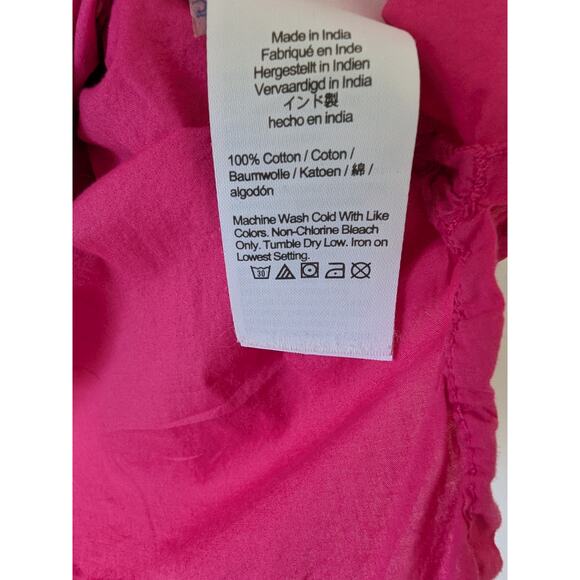 Made in India
Fabriqué en Inde
Hergestellt in Indien
Vervaardigd in India
インド製
hecho en india
100% Cotton / Coton /
Baumwolle / Katoen / 綿 /
algodón
Machine Wash Cold With Like
Colors. Non-Chlorine Bleach
Only. Tumble Dry Low. Iron on
Lowest Setting.
30